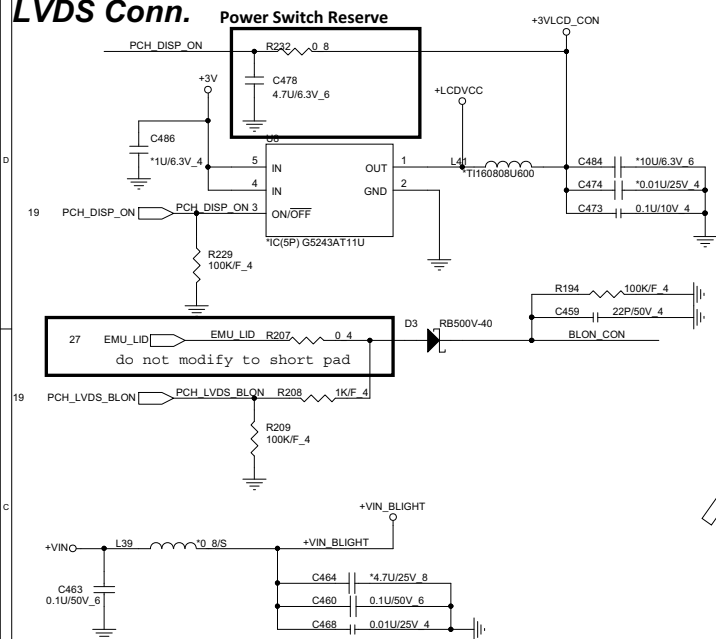 LVDS Conn.
Power Switch Reserve
+3VLCD_CON
PCH_DISP_ON
R232
0_8
+3V
C478
4.7U/6.3V_6
+LCDVCC
C486
*1U/6.3V_4
D
5
IN
4
IN
OUT
1
L41
*TI160808U600
GND
2
C484
*10U/6.3V_6
C474
*0.01U/25V_4
C473
0.1U/10V_4
19
PCH_DISP_ON
PCH_DISP_ON
3
ON/OFF
*IC(5P) G5243AT11U
R229
100K/F_4
R194
100K/F_4
C459
22P/50V_4
BLON_CON
27
EMU_LID
EMU_LID
R207
0_4
D3
RB500V-40
do not modify to short pad
19
PCH_LVDS_BLON
PCH_LVDS_BLON
R208
1K/F_4
R209
100K/F_4
C
+VIN_BLIGHT
+VIN
L39
*0_8/S
+VIN_BLIGHT
C463
0.1U/50V_6
C464
*4.7U/25V_8
C460
0.1U/50V_6
C468
0.01U/25V_4